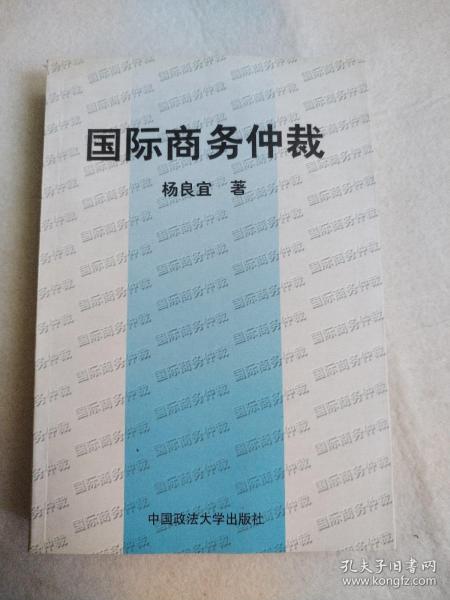 国际商务仲裁
杨良宜 著
中国政法大学出版社
孔夫子旧书网
www.kongfz.com